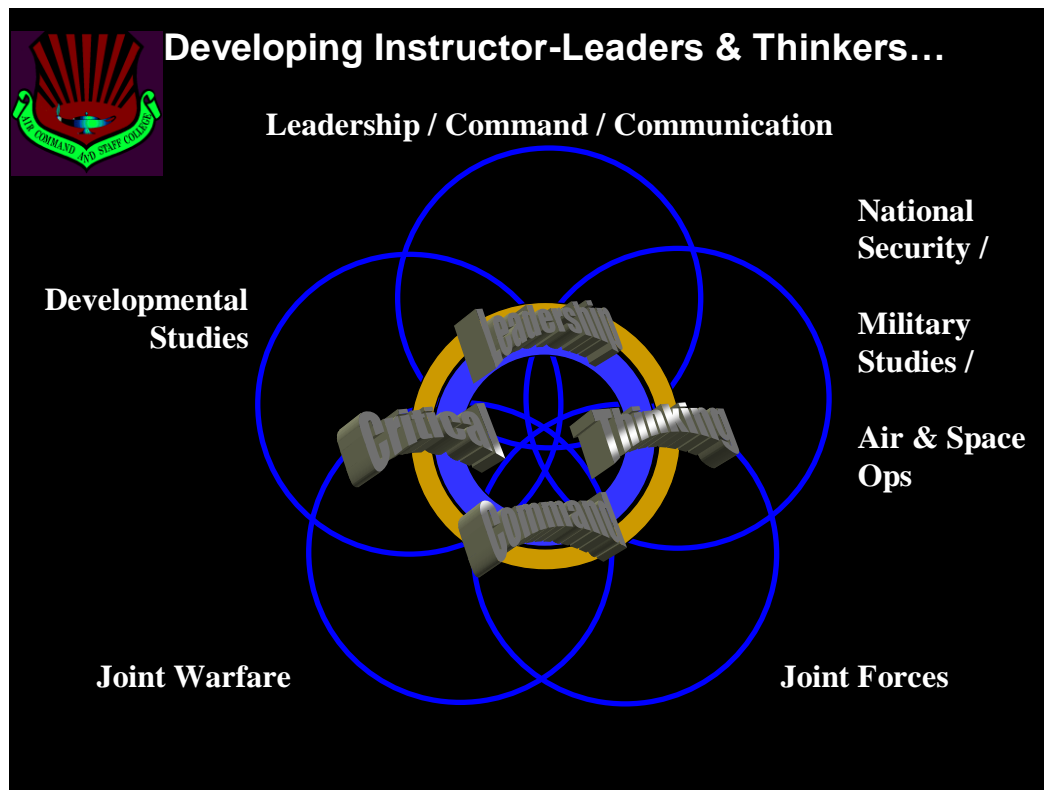 Developing Instructor-Leaders & Thinkers…
AIR COMMAND AND STAFF COLLEGE
Leadership / Command / Communication
National
Security /
Military
Studies /
Air & Space
Ops
Developmental
Studies
Leadership
Critical
Thinking
Command
Joint Warfare
Joint Forces